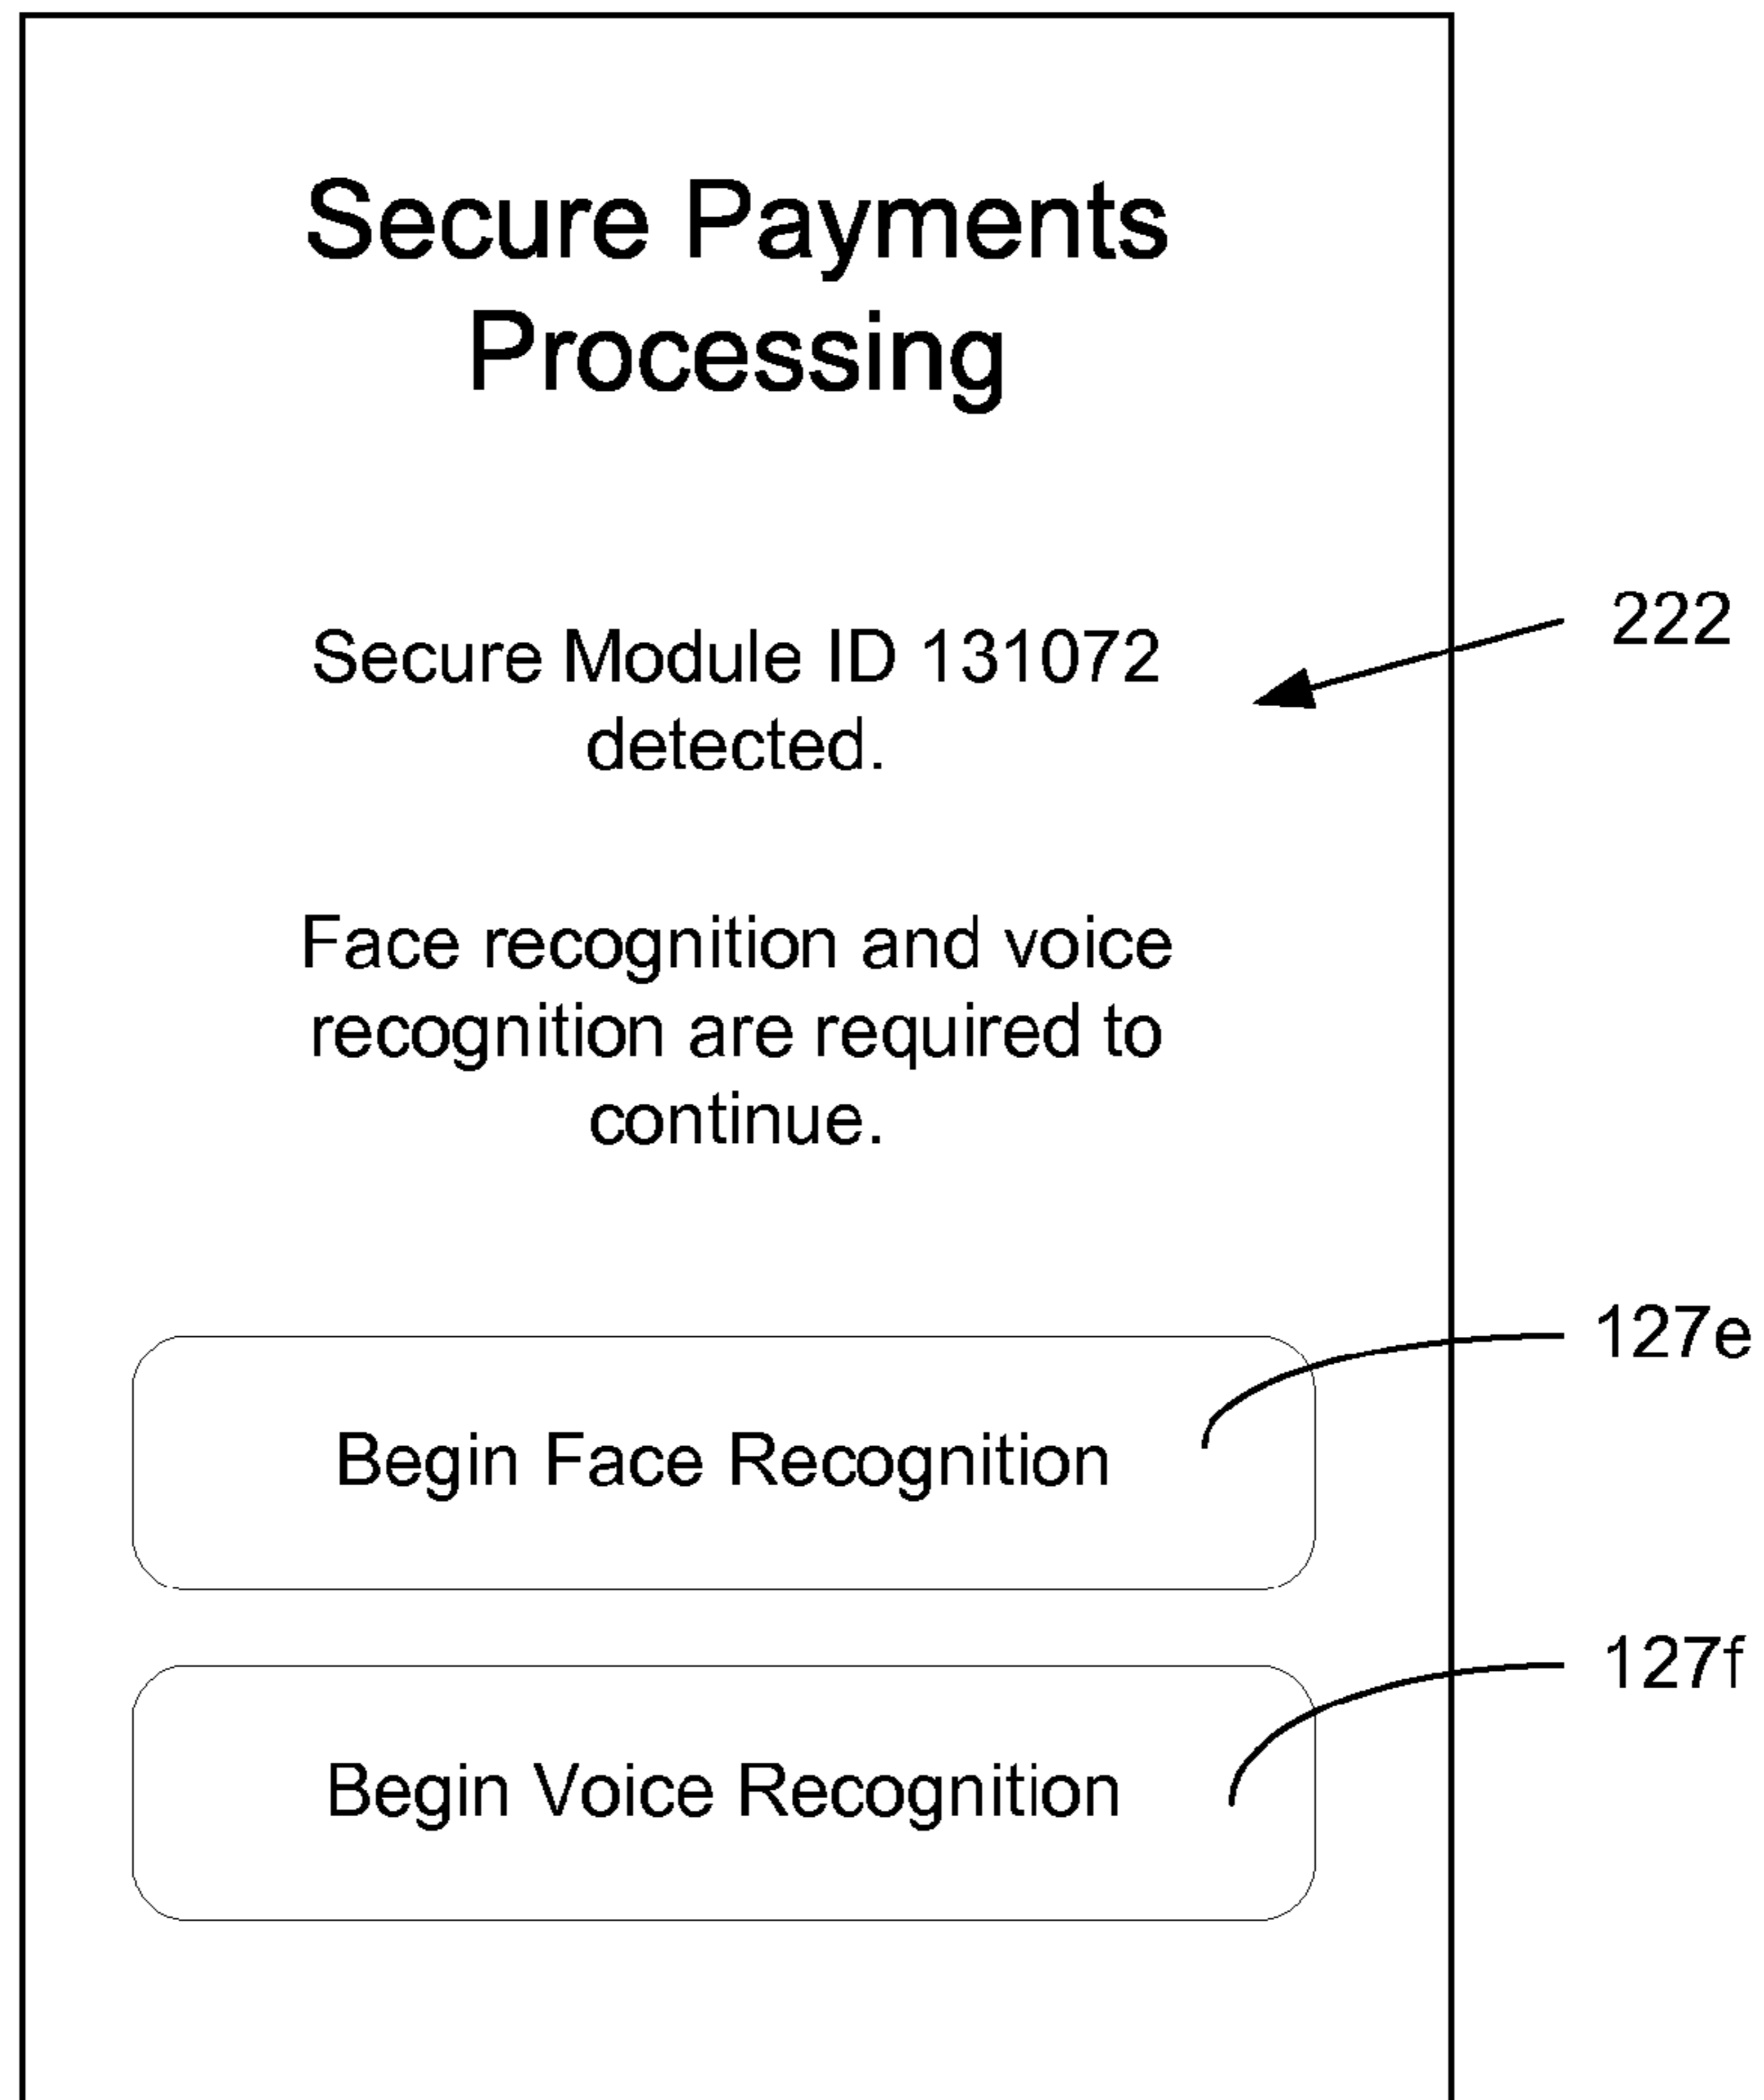 Secure Payments
Processing
Secure Module ID 131072
detected.
222
Face recognition and voice
recognition are required to
continue.
127e
Begin Face Recognition
127f
Begin Voice Recognition